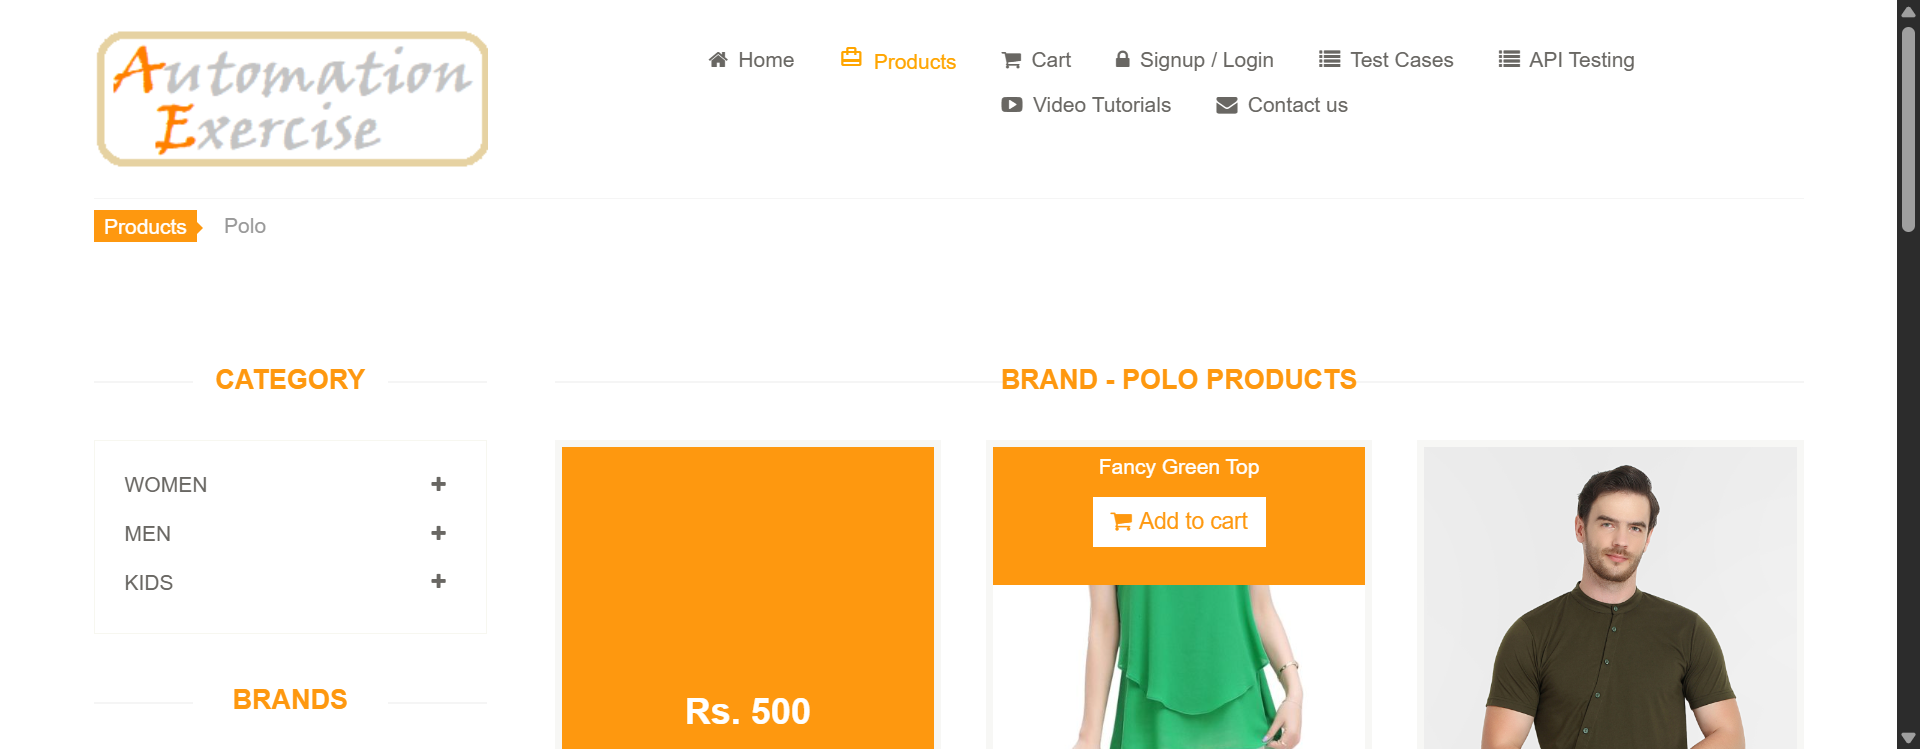 Automation
Exercise
Home
Products
Cart
Signup / Login
Test Cases
API Testing
Video Tutorials
Contact us
Products
Polo
CATEGORY
WOMEN
MEN
KIDS
BRANDS
BRAND - POLO PRODUCTS
Rs. 500
Fancy Green Top
Add to cart